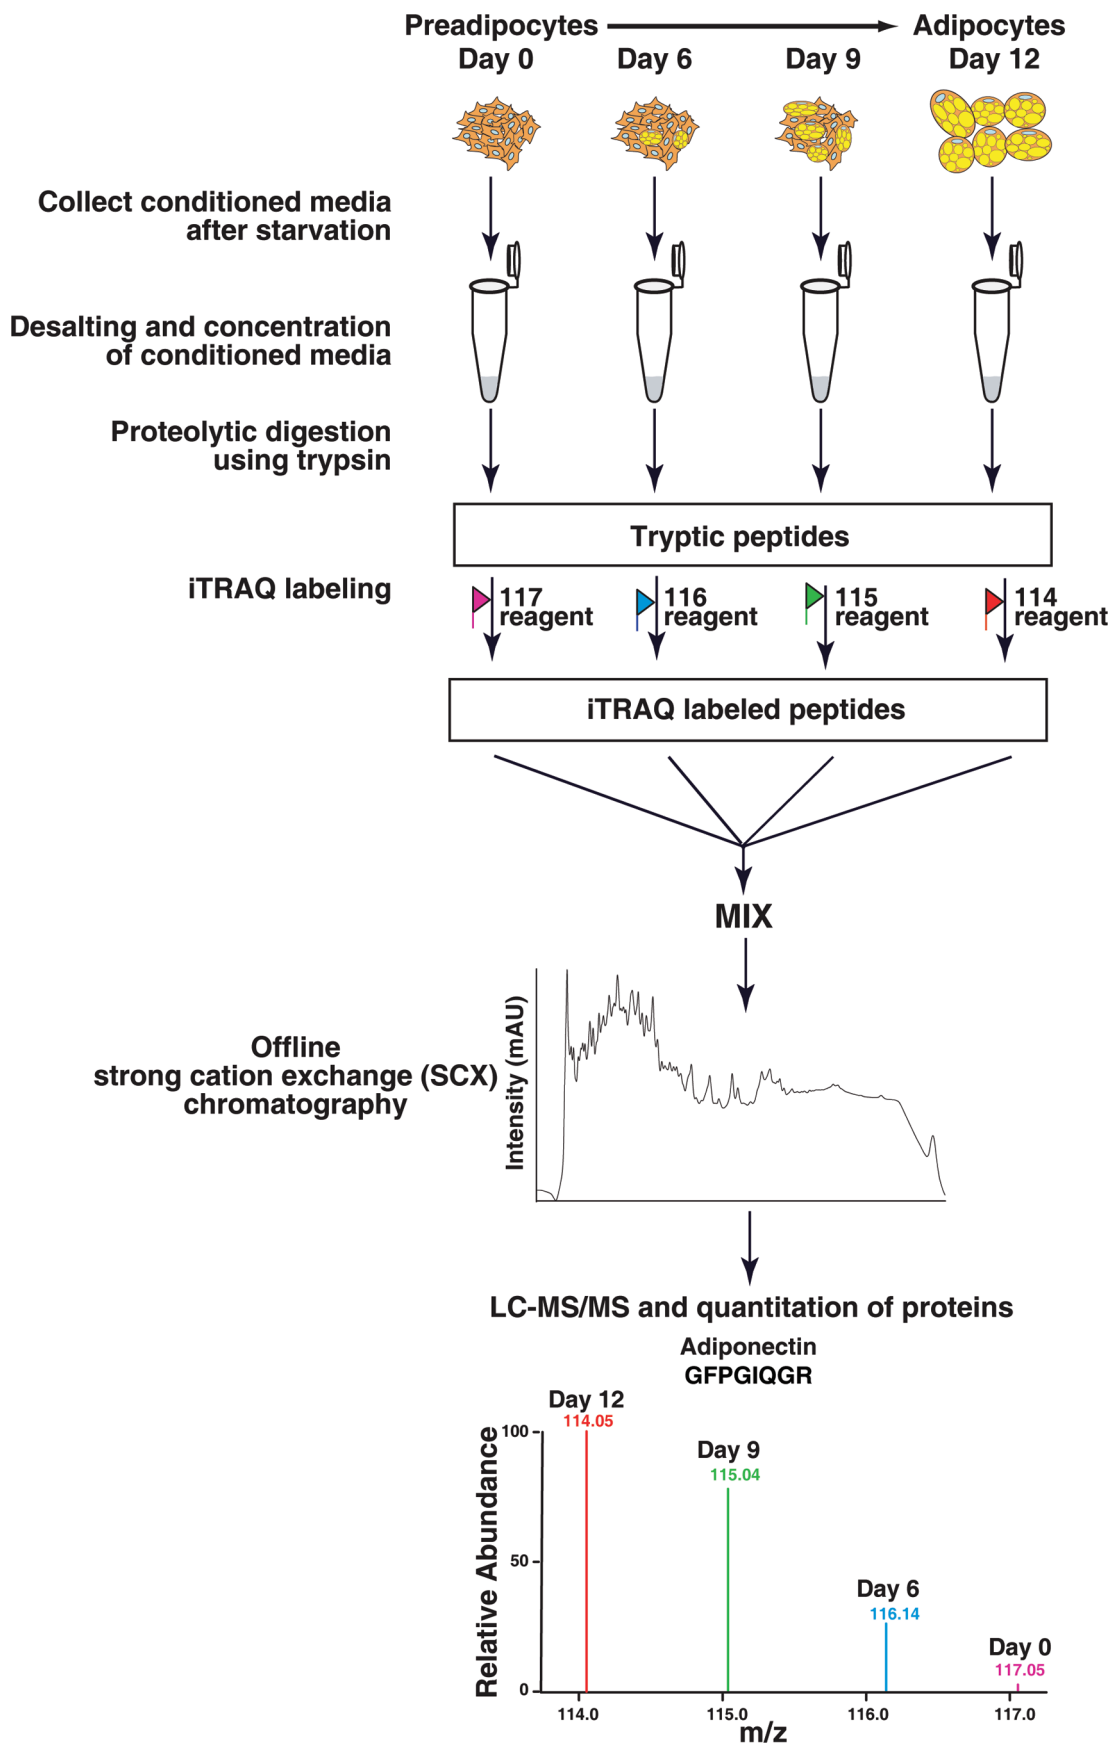 Preadipocytes
Adipocytes
Day 0
Day 6
Day 9
Day 12
Collect conditioned media
after starvation
Desalting and concentration
of conditioned media
Proteolytic digestion
using trypsin
Tryptic peptides
iTRAQ labeling
117
reagent
116
reagent
115
reagent
114
reagent
iTRAQ labeled peptides
MIX
Offline
strong cation exchange (SCX)
chromatography
Intensity (mAU)
LC-MS/MS and quantitation of proteins
Adiponectin
GFPGIQGR
Day 12
114.05
Day 9
115.04
Day 6
116.14
Day 0
117.05
Relative Abundance
100
50
0
114.0
115.0
116.0
117.0
m/z